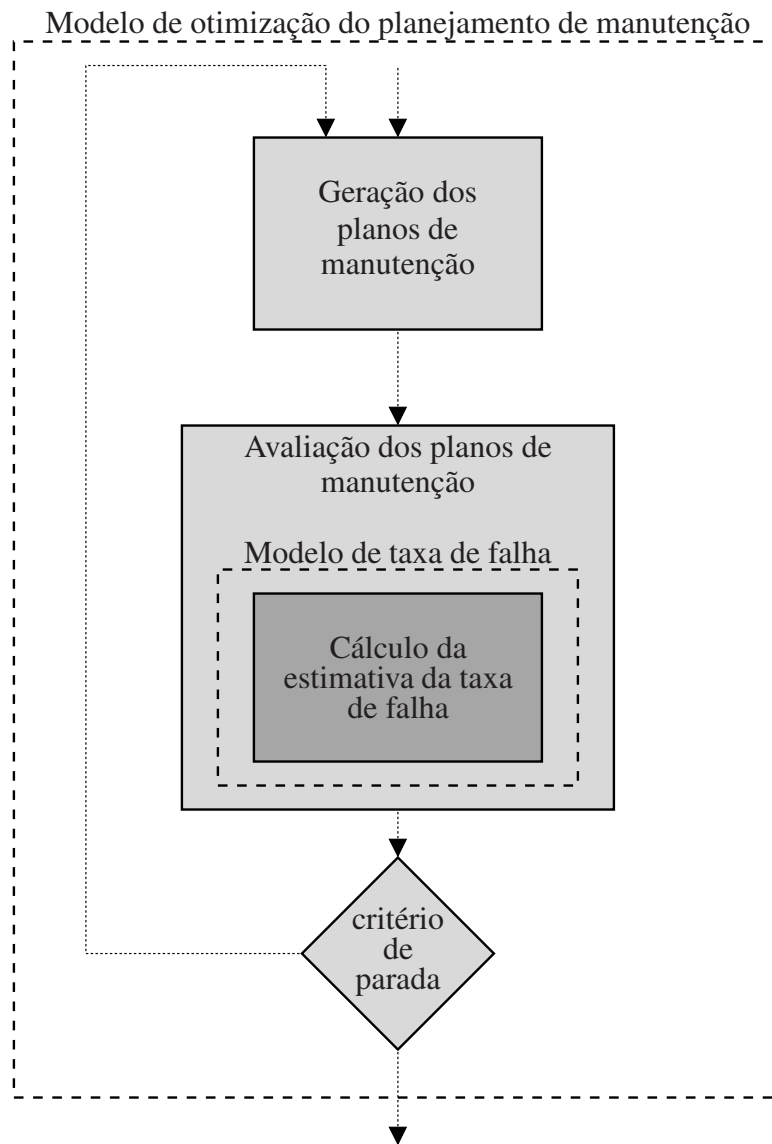 Modelo de otimização do planejamento de manutenção
Geração dos
planos de
manutenção
Avaliação dos planos de
manutenção
Modelo de taxa de falha
Cálculo da
estimativa da taxa
de falha
critério
de
parada